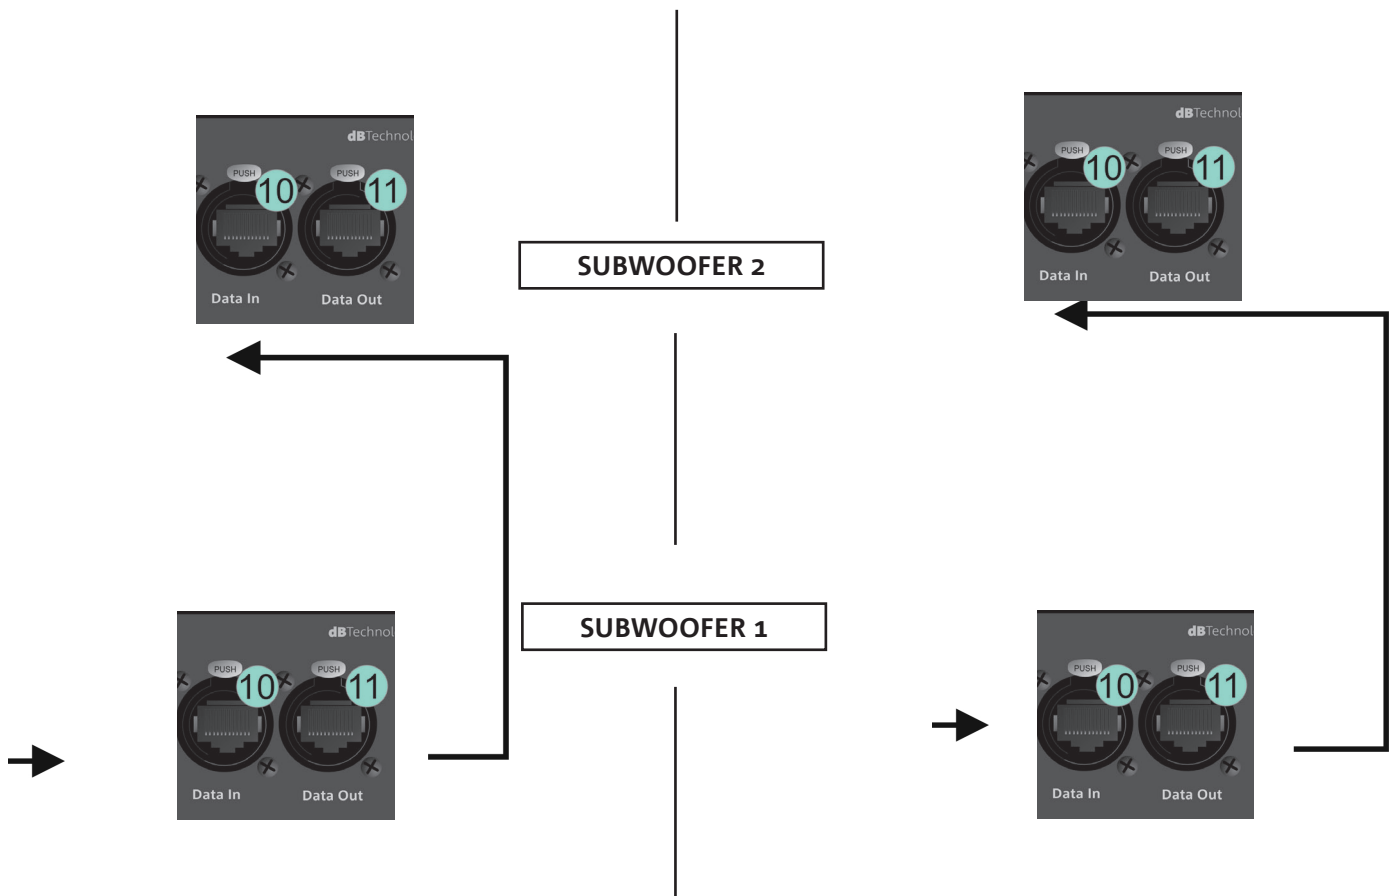 dBTechnol
PUSH 10 PUSH 11
Data In Data Out
dBTechnol
PUSH 10 PUSH 11
Data In Data Out
SUBWOOFER 2
SUBWOOFER 1
dBTechnol
PUSH 10 PUSH 11
Data In Data Out
dBTechnol
PUSH 10 PUSH 11
Data In Data Out